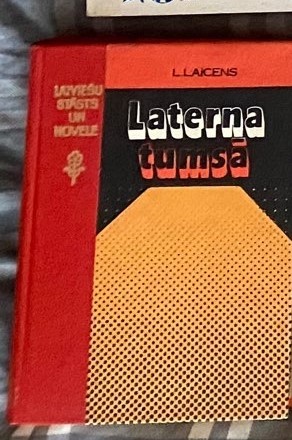 L.LAICENS
LATVIEŠU
STĀSTS
UN
NOVELE
Laterna
tumsā